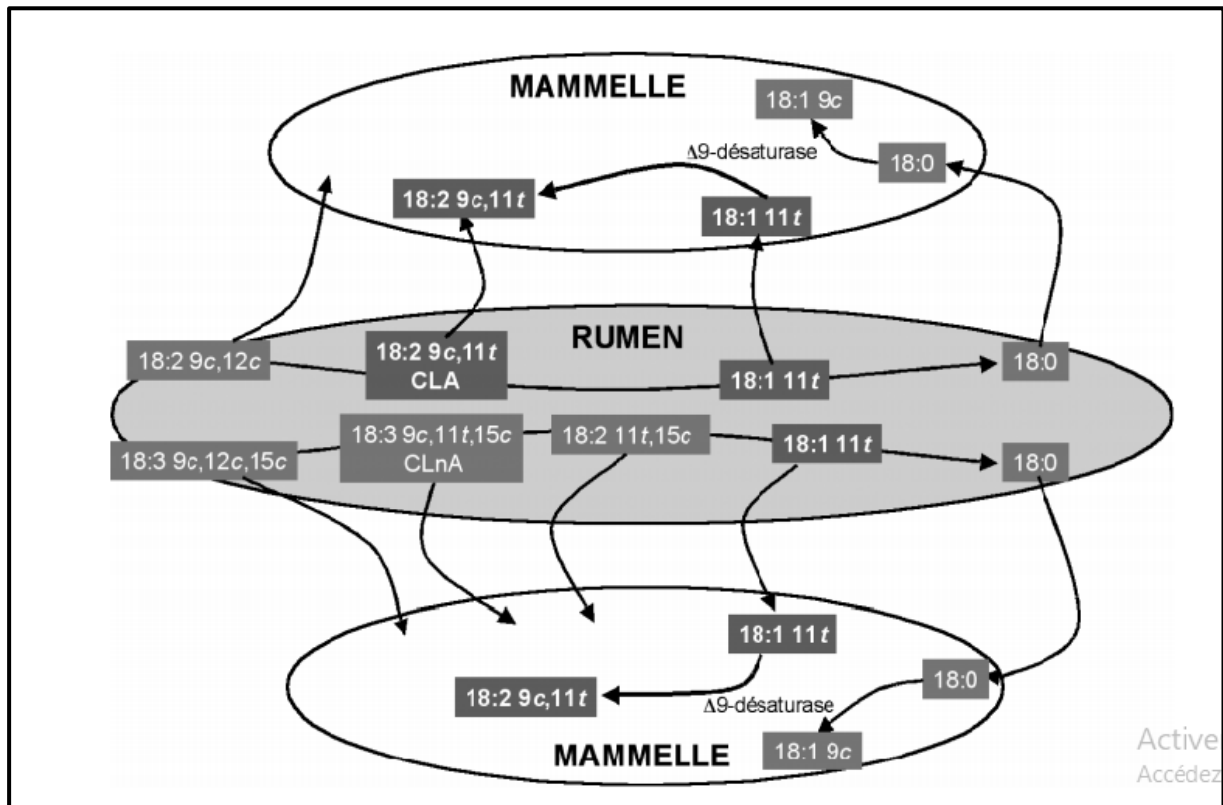 MAMMELLE
18:1 9c
Δ9-désaturase
18:0
18:2 9c,11t
18:1 11t
RUMEN
18:2 9c,12c
18:2 9c,11t
CLA
18:1 11t
18:0
18:3 9c,12c,15c
18:3 9c,11t,15c
CLnA
18:2 11t,15c
18:1 11t
18:0
18:1 11t
18:0
18:2 9c,11t
Δ9-désaturase
MAMMELLE
18:1 9c
Active
Accédez